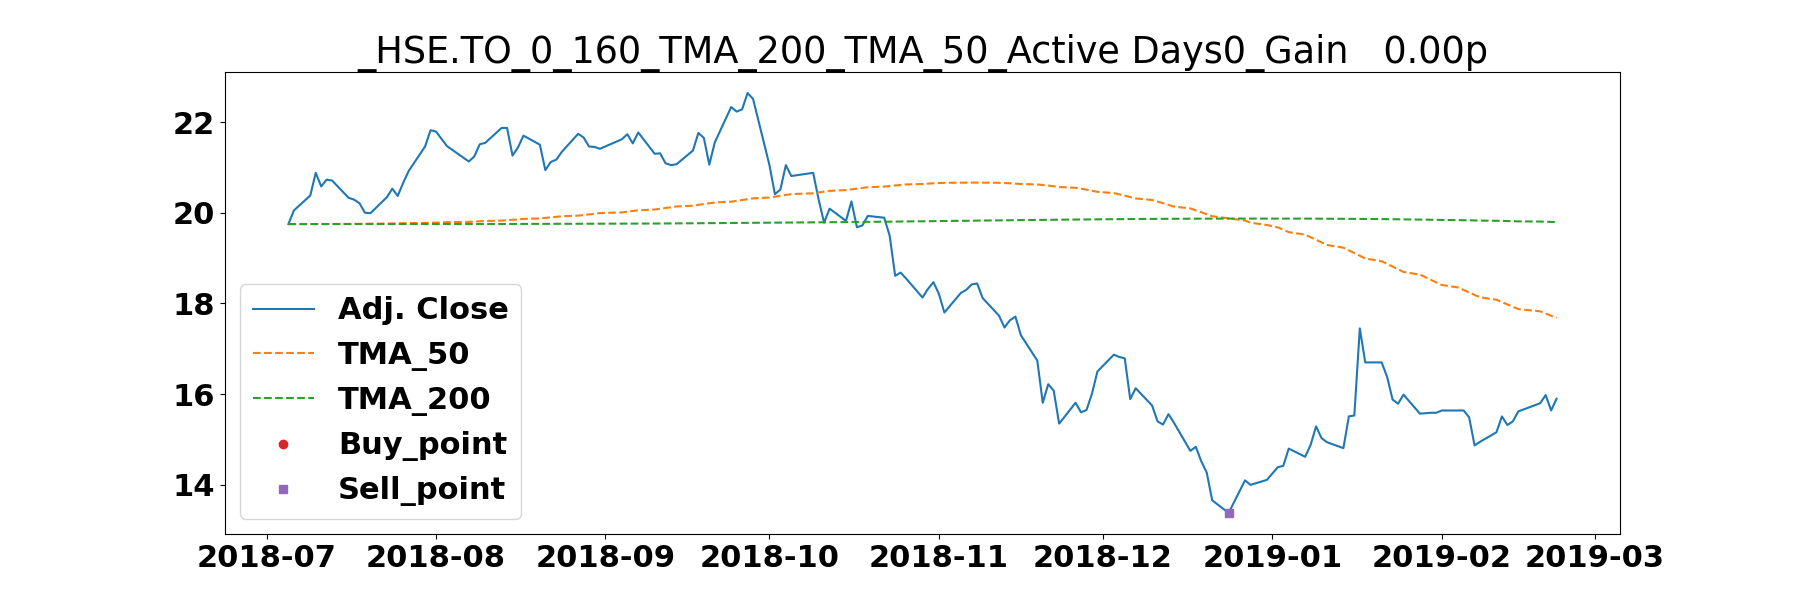 _HSE.TO_0_160_TMA_200_TMA_50_Active Days0_Gain   0.00p
22
20
18
16
14
Adj. Close
TMA_50
TMA_200
Buy_point
Sell_point
2018-07 2018-08 2018-09 2018-10 2018-11 2018-12 2019-01 2019-02 2019-03